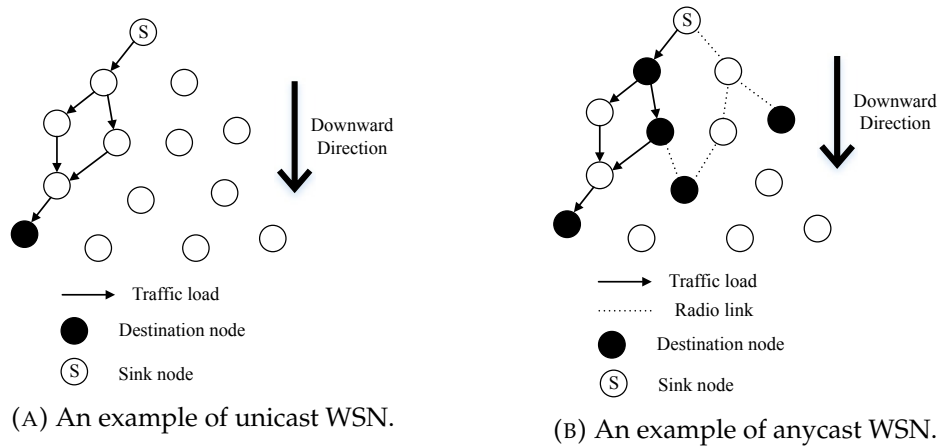 S
Downward
Direction
Traffic load
Destination node
S
Sink node
(A) An example of unicast WSN.
S
Downward
Direction
Traffic load
Radio link
Destination node
S
Sink node
(B) An example of anycast WSN.